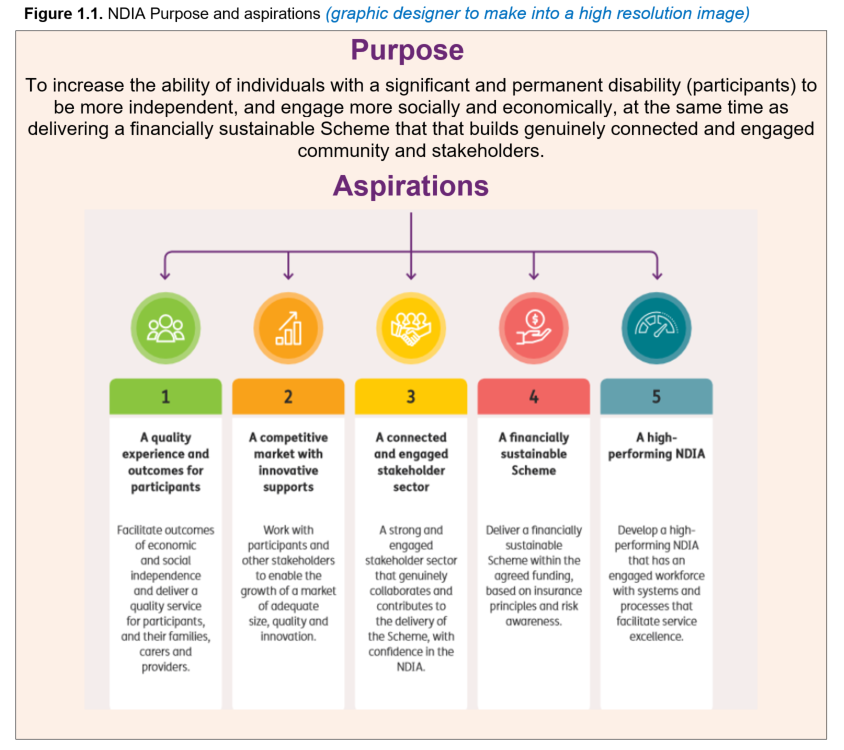 Figure 1.1. NDIA Purpose and aspirations (graphic designer to make into a high resolution image)
Purpose
To increase the ability of individuals with a significant and permanent disability (participants) to
be more independent, and engage more socially and economically, at the same time as
delivering a financially sustainable Scheme that that builds genuinely connected and engaged
community and stakeholders.
Aspirations
$
1
A quality
experience and
outcomes for
participants
Facilitate outcomes
of economic
and social
independence
and deliver a
quality service
for participants,
and their families,
carers and
providers.
2
A competitive
market with
innovative
supports
Work with
participants and
other stakeholders
to enable the
growth of a market
of adequate
size, quality and
innovation.
3
A connected
and engaged
stakeholder
sector
A strong and
engaged
stakeholder sector
that genuinely
collaborates and
contributes to
the delivery of
the Scheme, with
confidence in the
NDIA.
4
A financially
sustainable
Scheme
Deliver a financially
sustainable
Scheme within the
agreed funding,
based on insurance
principles and risk
awareness.
5
A high-
performing NDIA
Develop a high-
performing NDIA
that has an
engaged workforce
with systems and
processes that
facilitate service
excellence.